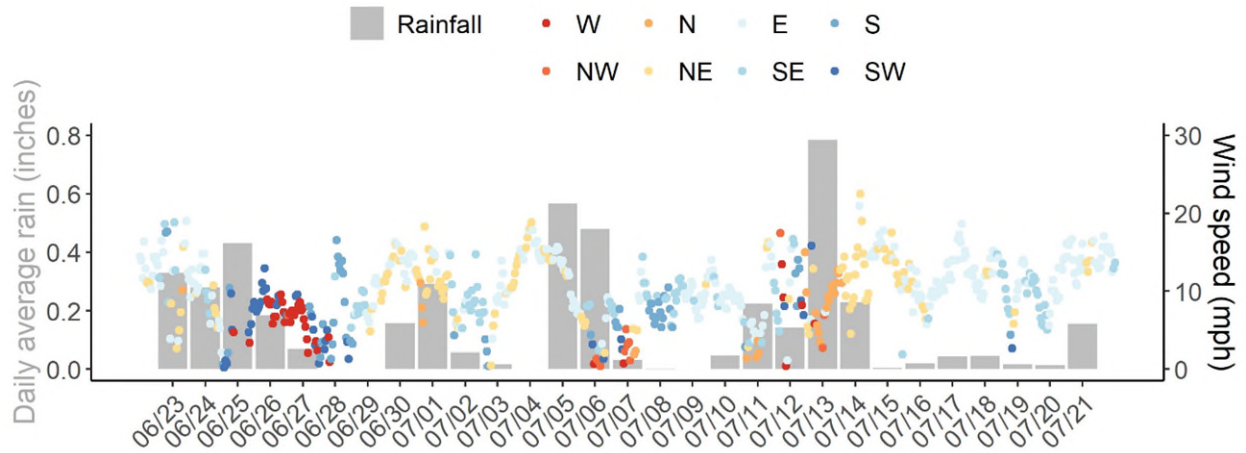 Rainfall W N E S
NW NE SE SW
Daily average rain (inches)
0.8
0.6
0.4
0.2
0.0
30
20
10
0
Wind speed (mph)
06/23 06/24 06/25 06/26 06/27 06/28 06/29 06/30 07/01 07/02 07/03 07/04 07/05 07/06 07/07 07/08 07/09 07/10 07/11 07/12 07/13 07/14 07/15 07/16 07/17 07/18 07/19 07/20 07/21